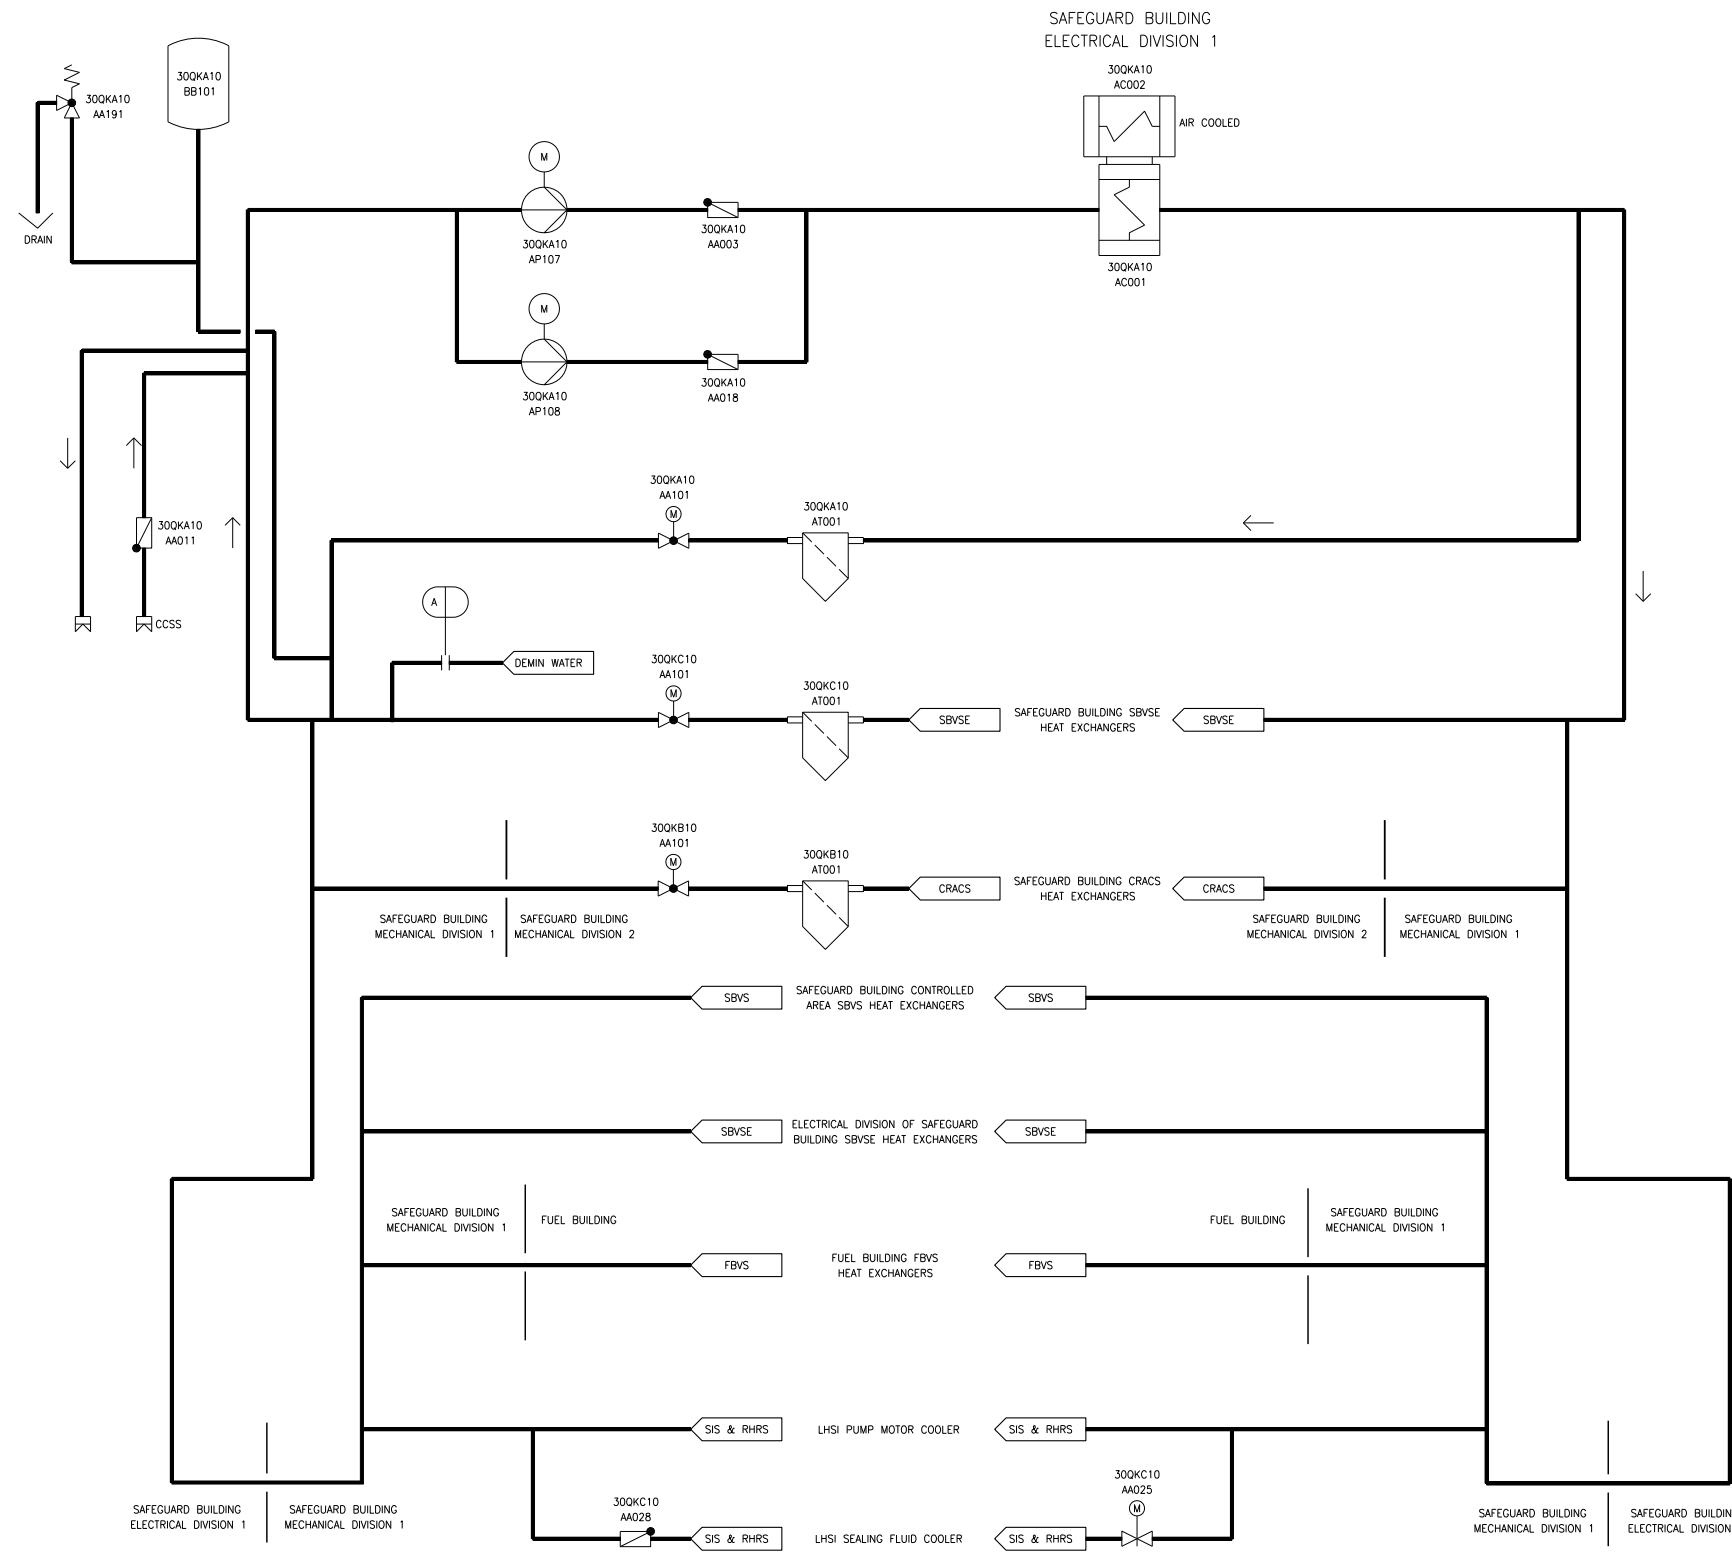 SAFEGUARD BUILDING
ELECTRICAL DIVISION 1
30QKA10
AC002
AIR COOLED
30QKA10
BB101
30QKA10
AA191
DRAIN
M
30QKA10
AP107
30QKA10
AA003
30QKA10
AC001
M
30QKA10
AP108
30QKA10
AA018
30QKA10
AA011
CCSS
30QKA10
AA101
M
30QKA10
AT001
A
DEMIN WATER
30QKC10
AA101
M
30QKC10
AT001
SBVSE
SAFEGUARD BUILDING SBVSE
HEAT EXCHANGERS
SBVSE
30QKB10
AA101
M
30QKB10
AT001
CRACS
SAFEGUARD BUILDING CRACS
HEAT EXCHANGERS
CRACS
SAFEGUARD BUILDING
MECHANICAL DIVISION 1
SAFEGUARD BUILDING
MECHANICAL DIVISION 2
SAFEGUARD BUILDING
MECHANICAL DIVISION 2
SAFEGUARD BUILDING
MECHANICAL DIVISION 1
SBVS
SAFEGUARD BUILDING CONTROLLED
AREA SBVS HEAT EXCHANGERS
SBVS
SBVSE
ELECTRICAL DIVISION OF SAFEGUARD
BUILDING SBVSE HEAT EXCHANGERS
SBVSE
SAFEGUARD BUILDING
MECHANICAL DIVISION 1
FUEL BUILDING
FUEL BUILDING
SAFEGUARD BUILDING
MECHANICAL DIVISION 1
FBVS
FUEL BUILDING FBVS
HEAT EXCHANGERS
FBVS
SIS & RHRS
LHSI PUMP MOTOR COOLER
SIS & RHRS
30QKC10
AA025
M
30QKC10
AA028
SIS & RHRS
LHSI SEALING FLUID COOLER
SIS & RHRS
SAFEGUARD BUILDING
ELECTRICAL DIVISION 1
SAFEGUARD BUILDING
MECHANICAL DIVISION 1
SAFEGUARD BUILDING
MECHANICAL DIVISION 1
SAFEGUARD BUILDIN
ELECTRICAL DIVISION